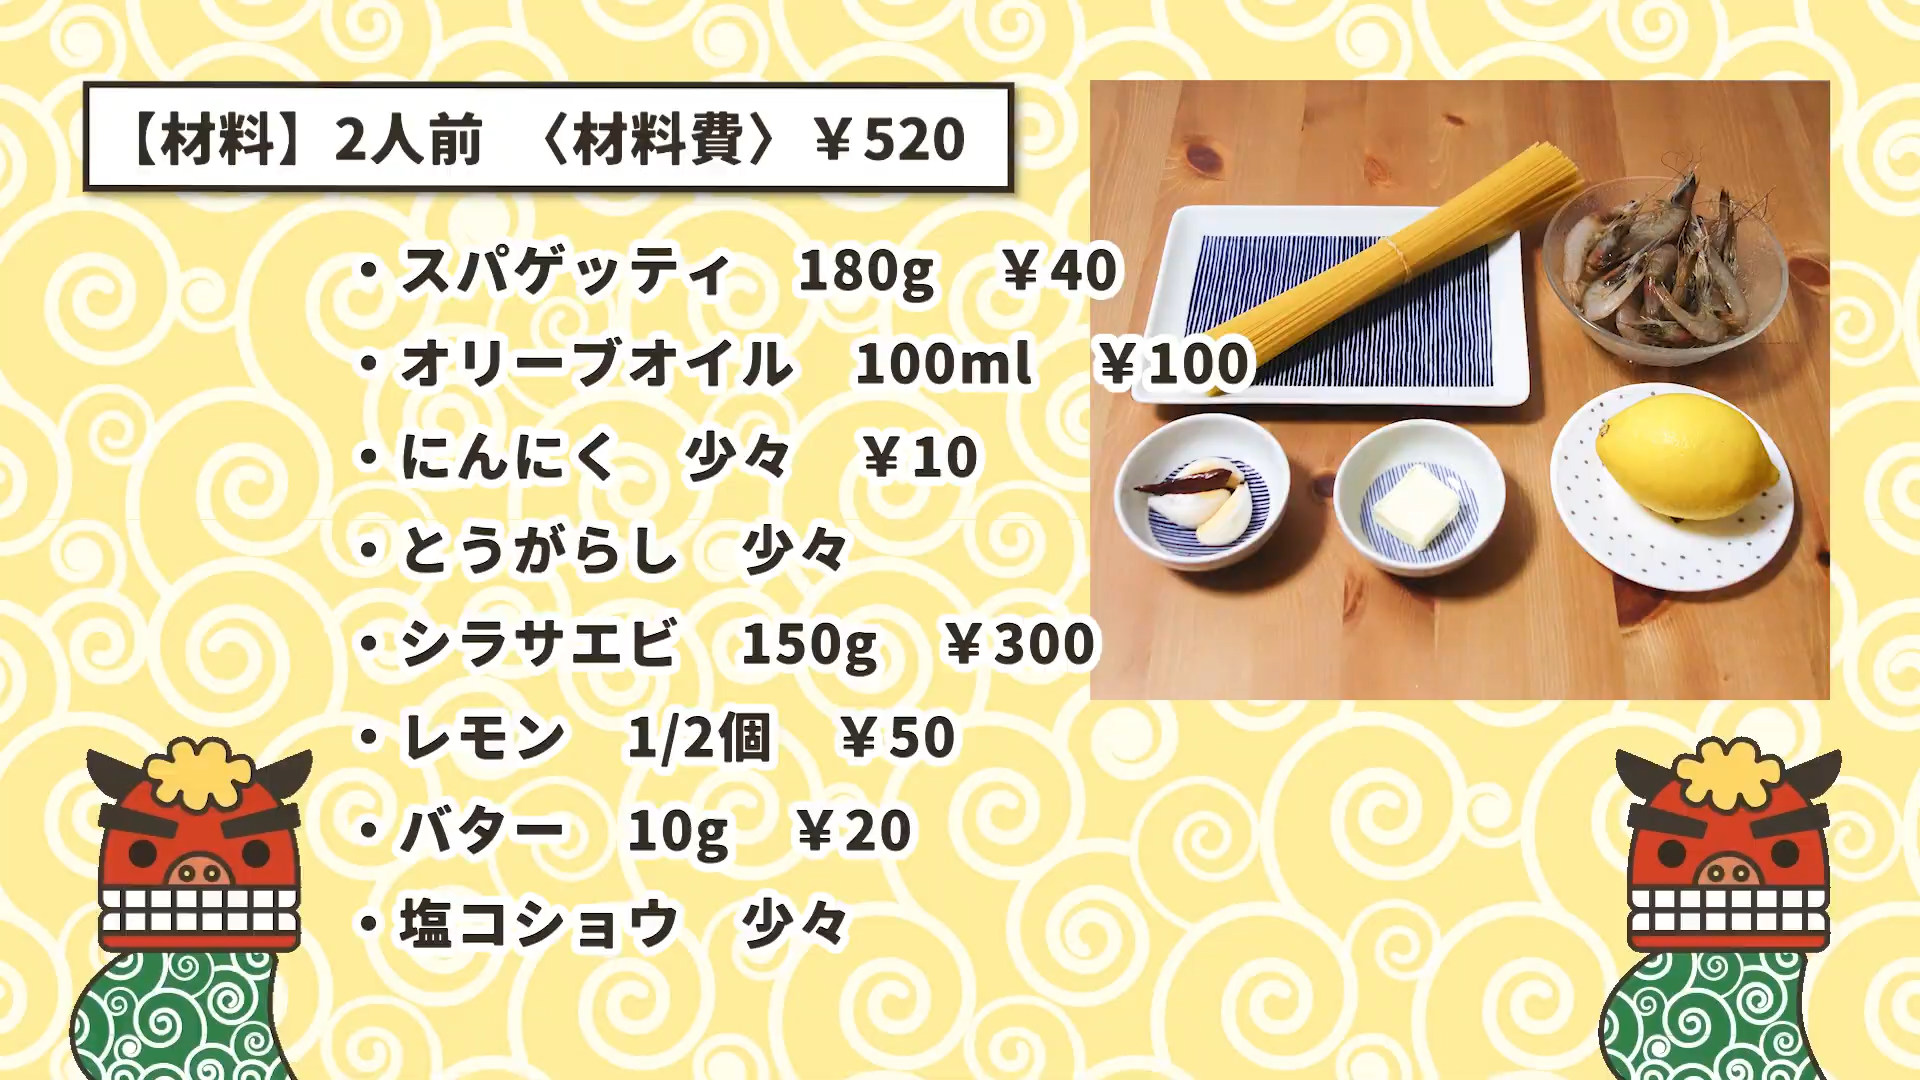 【材料】2人前 〈材料費〉￥520
・スパゲッティ 180g ￥40
・オリーブオイル 100ml ￥100
・にんにく 少々 ￥10
・とうがらし 少々
・シラサエビ 150g ￥300
・レモン 1/2個 ￥50
・バター 10g ￥20
・塩コショウ 少々